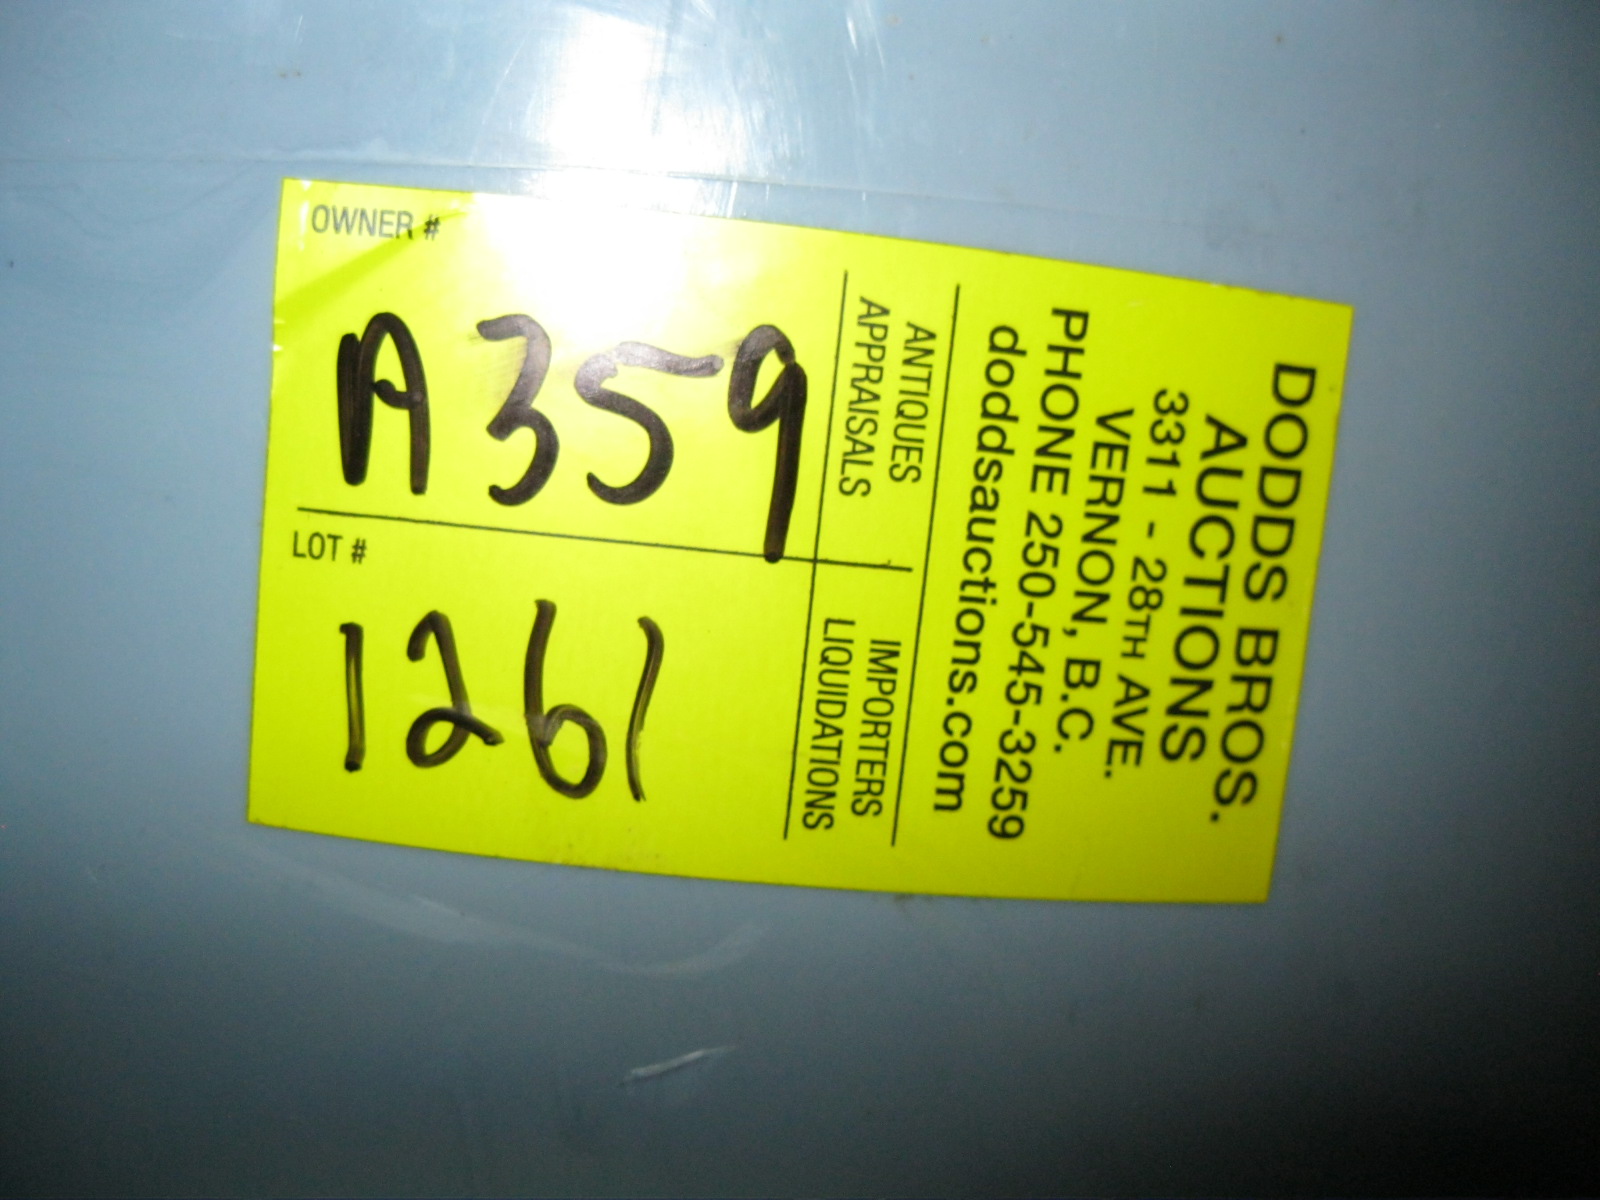 OWNER #
A359
LOT #
1261
ANTIQUES
APPRAISALS
IMPORTERS
LIQUIDATIONS
DODDS BROS.
AUCTIONS
3311 - 28TH AVE.
VERNON, B.C.
PHONE 250-545-3259
doddsauctions.com